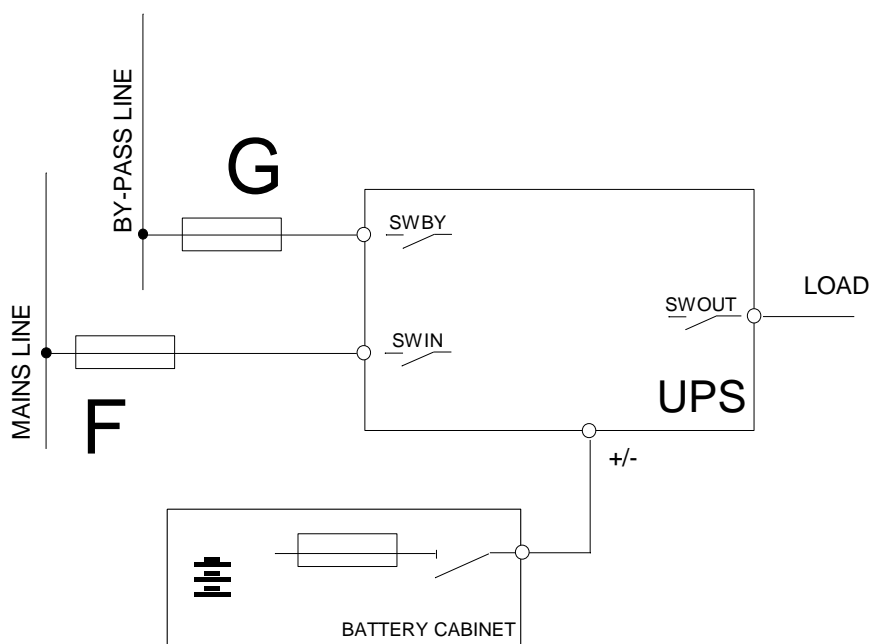 BY-PASS LINE
G
SWBY
LOAD
SWOUT
MAINS LINE
SWIN
F
UPS
+/-
BATTERY CABINET